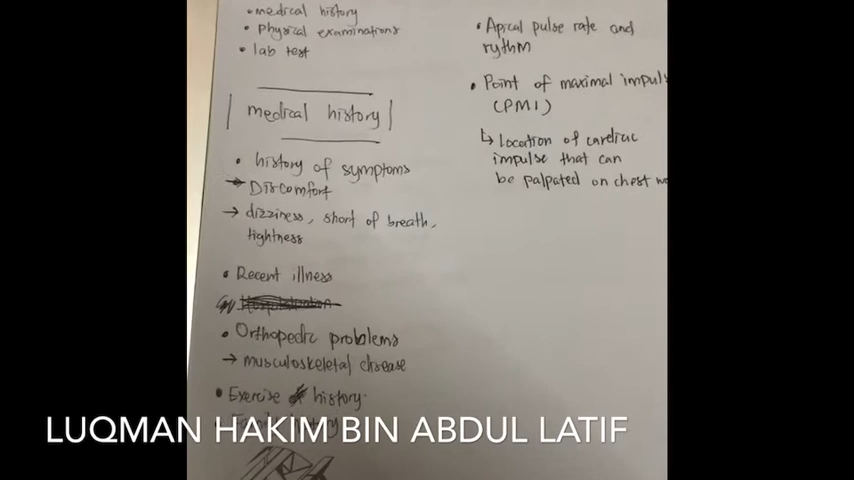 • medical history
• physical examinations
• lab test
medical history
• history of symptoms
→ Discomfort
→ dizziness, short of breath,
tightness
• Recent illness
• Orthopedic problems
→ musculoskeletal disease
• Exercise history
• Apical pulse rate and
rythm
• Point of maximal impuls
(PMI)
↳ location of cardiac
impulse that can
be palpated on chest
LUQMAN HAKIM BIN ABDUL LATIF